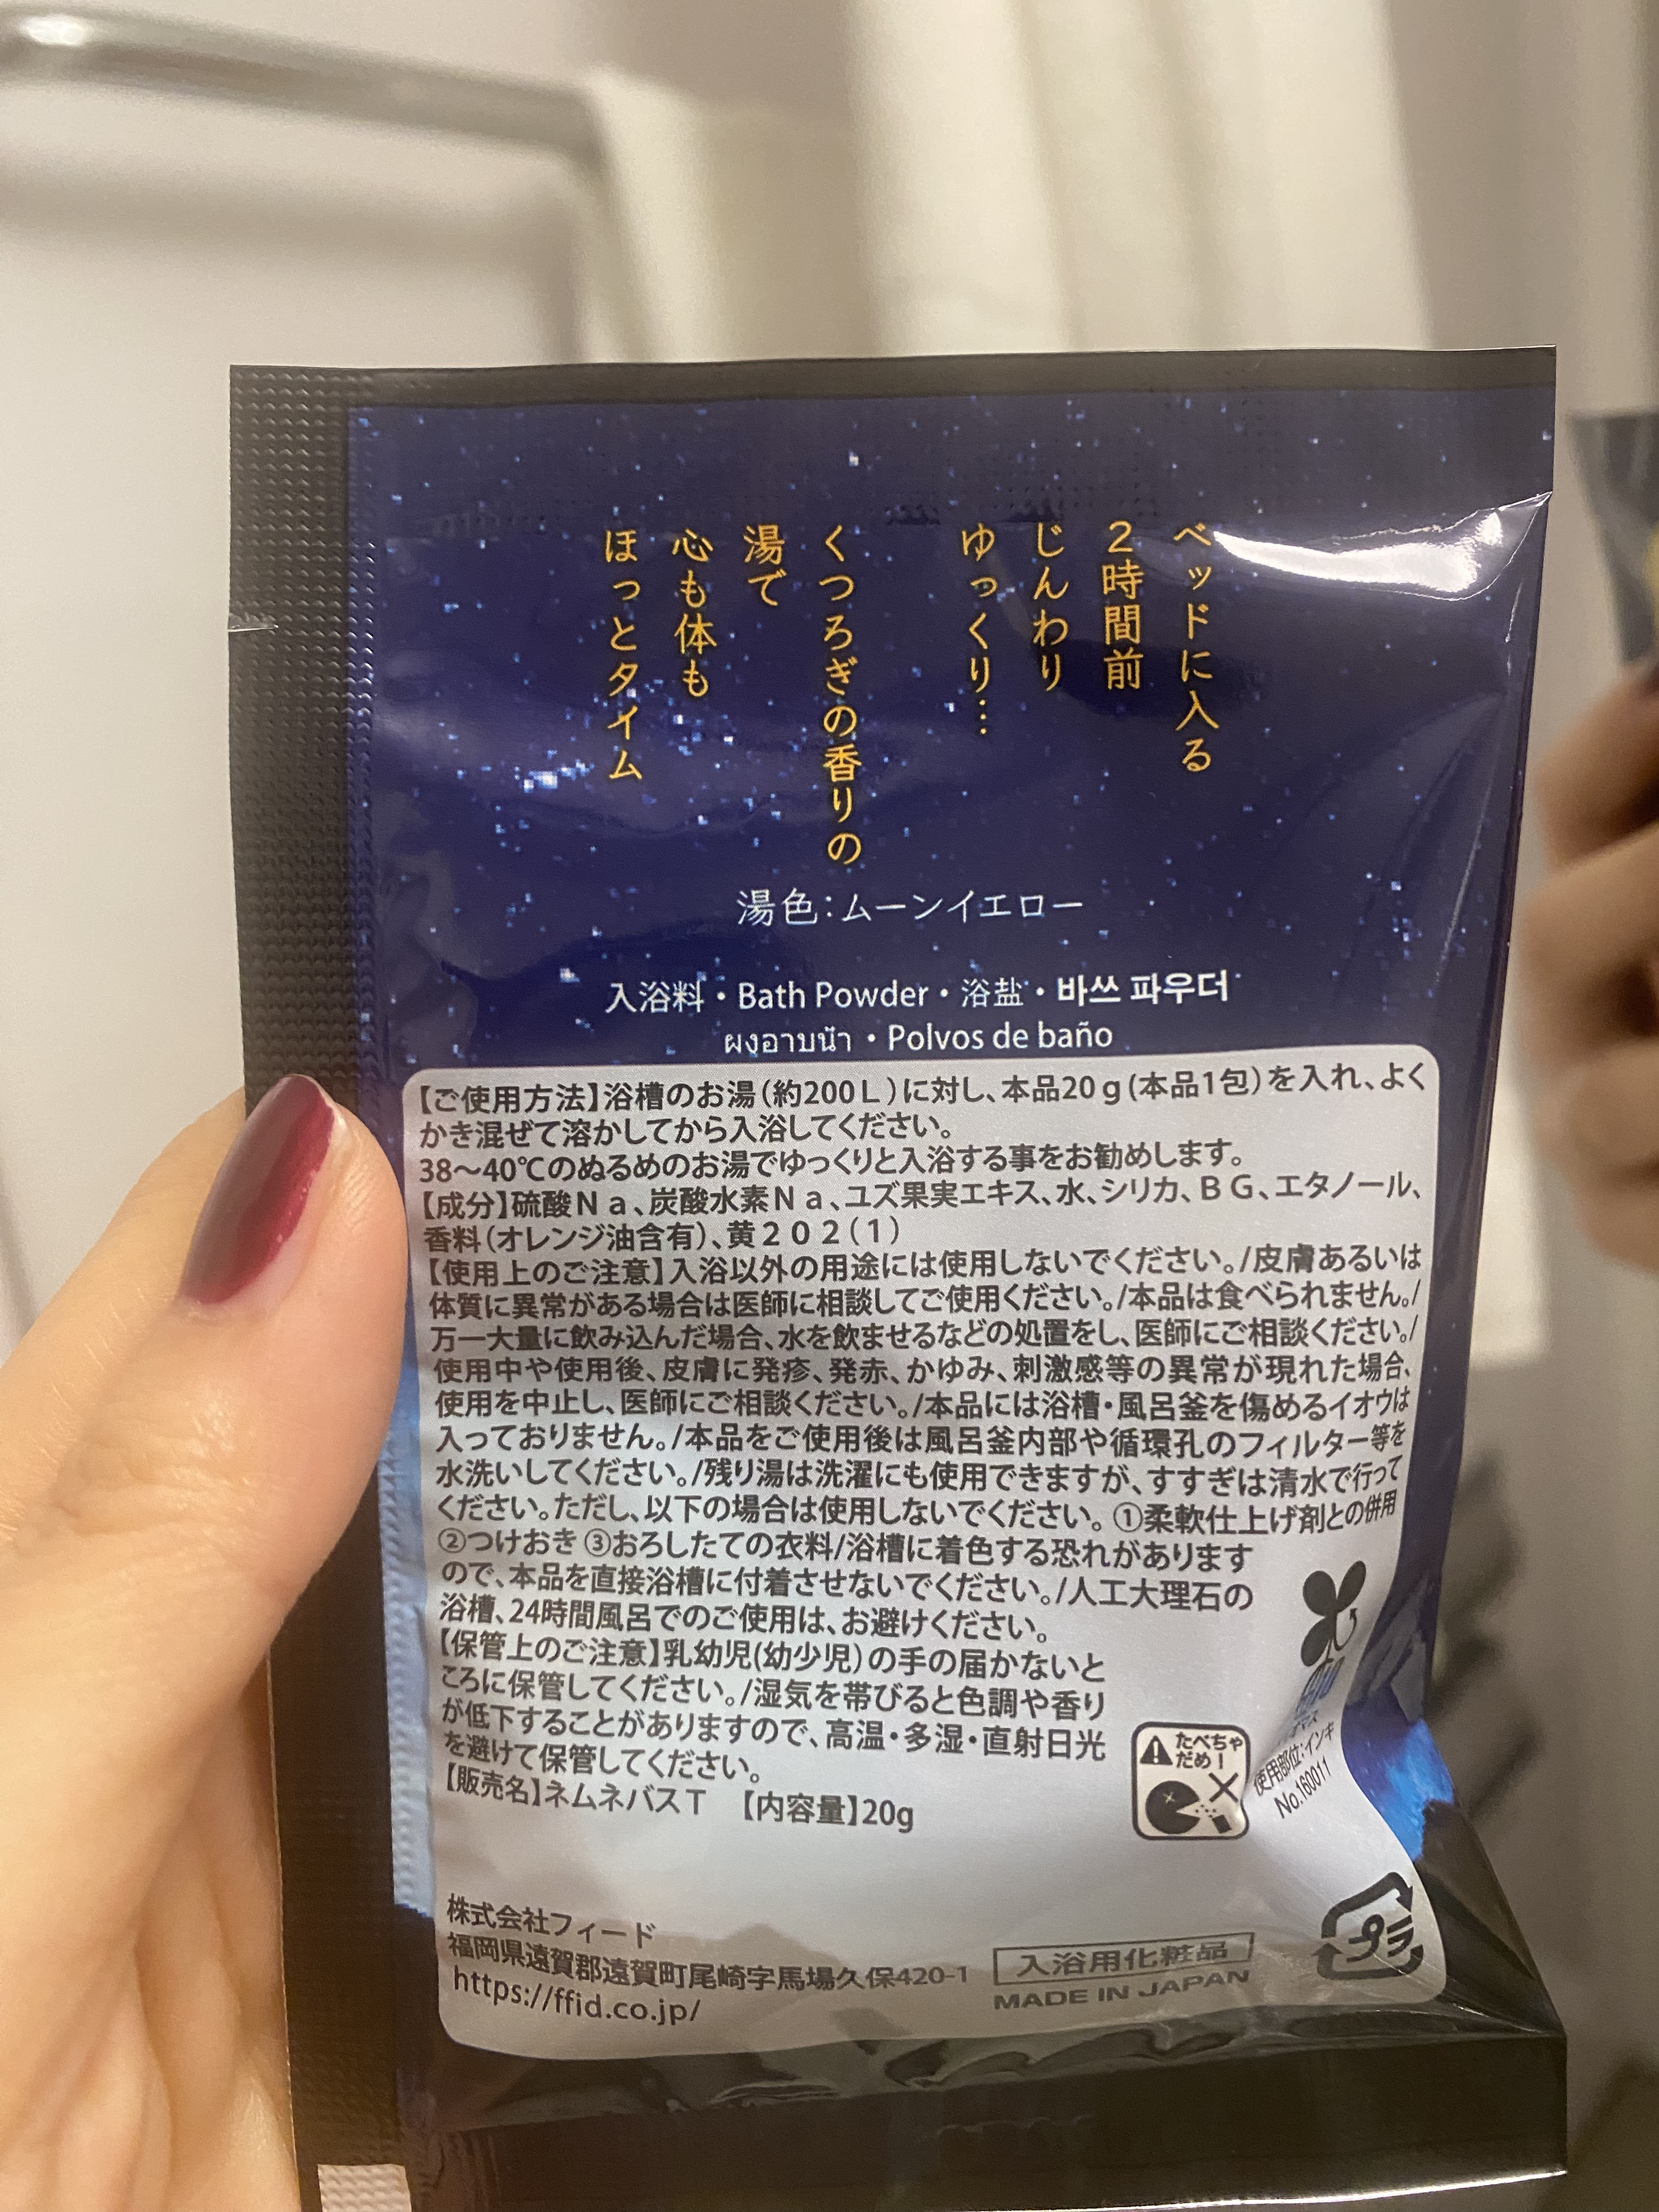 ベッドに入る
２時間前
じんわり
ゆっくり…
くつろぎの香りの
湯で
心も体も
ほっとタイム
湯色：ムーンイエロー
入浴料・Bath Powder・浴盐・바쓰 파우더
ผงอาบน้ำ・Polvos de baño
【ご使用方法】浴槽のお湯（約200Ｌ）に対し、本品20ｇ（本品1包）を入れ、よく
かき混ぜて溶かしてから入浴してください。
38～40℃のぬるめのお湯でゆっくりと入浴する事をお勧めします。
【成分】硫酸Ｎａ、炭酸水素Ｎａ、ユズ果実エキス、水、シリカ、ＢＧ、エタノール、
香料（オレンジ油含有）、黄２０２（１）
【使用上のご注意】入浴以外の用途には使用しないでください。/皮膚あるいは
体質に異常がある場合は医師に相談してご使用ください。/本品は食べられません。/
万一大量に飲み込んだ場合、水を飲ませるなどの処置をし、医師にご相談ください。/
使用中や使用後、皮膚に発疹、発赤、かゆみ、刺激感等の異常が現れた場合、
使用を中止し、医師にご相談ください。/本品には浴槽・風呂釜を傷めるイオウは
入っておりません。/本品をご使用後は風呂釜内部や循環孔のフィルター等を
水洗いしてください。/残り湯は洗濯にも使用できますが、すすぎは清水で行って
ください。ただし、以下の場合は使用しないでください。①柔軟仕上げ剤との併用
②つけおき ③おろしたての衣料/浴槽に着色する恐れがあります
ので、本品を直接浴槽に付着させないでください。/人工大理石の
浴槽、24時間風呂でのご使用は、お避けください。
【保管上のご注意】乳幼児（幼少児）の手の届かないと
ころに保管してください。/湿気を帯びると色調や香り
が低下することがありますので、高温・多湿・直射日光
を避けて保管してください。
【販売名】ネムネバスＴ 【内容量】20g
たべちゃ
だめ！
使用部位：インキ
No.160011
株式会社フィード
福岡県遠賀郡遠賀町尾崎字馬場久保420-1
https://ffid.co.jp/
入浴用化粧品
MADE IN JAPAN
プラ